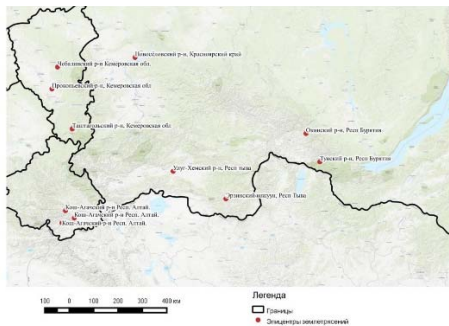 Новоселовский р-н, Красноярский край
Чебулинский р-н Кемеровская обл.
Прокопьевский р-н, Кемеровская обл
Таштагольский р-н, Кемеровская обл
Окинский р-н, Респ Бурятия
Тункский р-н, Респ Бурятия
Улуг-Хемский р-н, Респ тыва
Эрзинский кожуун, Респ Тыва
Кош-Агачский р-н Респ. Алтай.
Кош-Агачский р-н Респ. Алтай.
Кош-Агачский р-н Респ. Алтай.
100 0 100 200 300 400 км
Легенда
Границы
Эпицентры землетрясений